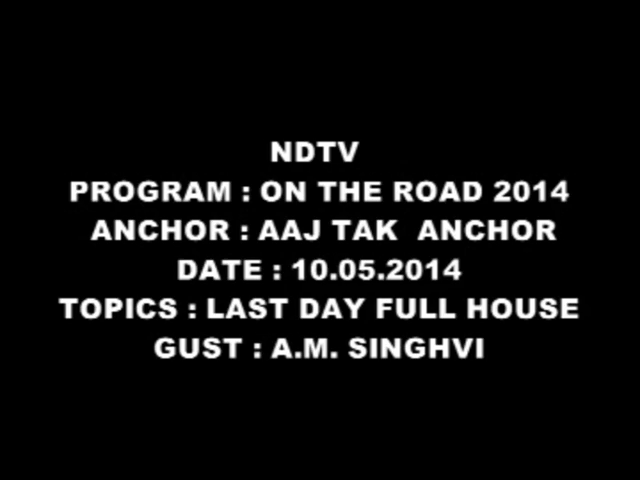 NDTV
PROGRAM : ON THE ROAD 2014
ANCHOR : AAJ TAK  ANCHOR
DATE : 10.05.2014
TOPICS : LAST DAY FULL HOUSE
GUST : A.M. SINGHVI